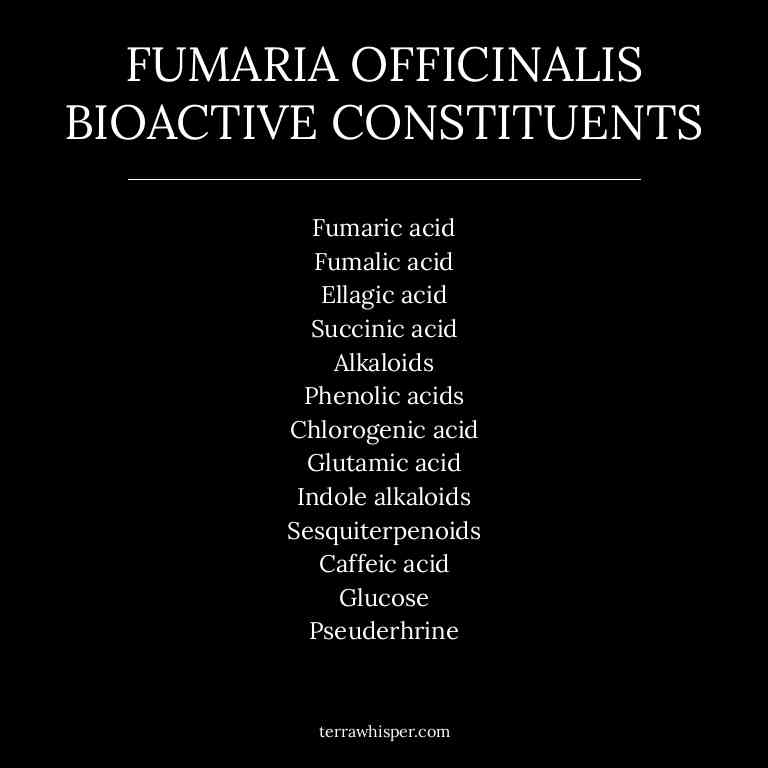 FUMARIA OFFICINALIS
BIOACTIVE CONSTITUENTS
Fumaric acid
Fumalic acid
Ellagic acid
Succinic acid
Alkaloids
Phenolic acids
Chlorogenic acid
Glutamic acid
Indole alkaloids
Sesquiterpenoids
Caffeic acid
Glucose
Pseuderhrine
terrawhisper.com